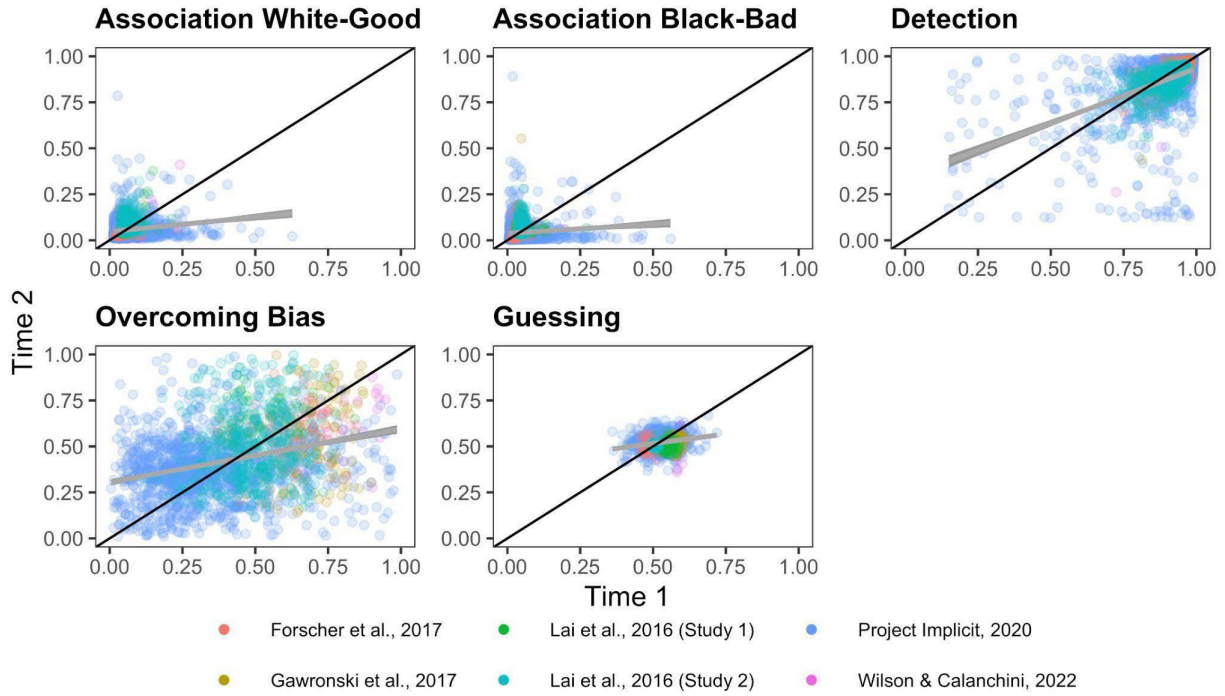 Association White-Good Association Black-Bad Detection
1.00 1.00 1.00
0.75 0.75 0.75
0.50 0.50 0.50
0.25 0.25 0.25
0.00 0.00 0.00
0.00 0.25 0.50 0.75 1.00 0.00 0.25 0.50 0.75 1.00 0.00 0.25 0.50 0.75 1.00
Time 2
Overcoming Bias Guessing
1.00 1.00
0.75 0.75
0.50 0.50
0.25 0.25
0.00 0.00
0.00 0.25 0.50 0.75 1.00 0.00 0.25 0.50 0.75 1.00
Time 1
Forscher et al., 2017 Lai et al., 2016 (Study 1) Project Implicit, 2020
Gawronski et al., 2017 Lai et al., 2016 (Study 2) Wilson & Calanchini, 2022